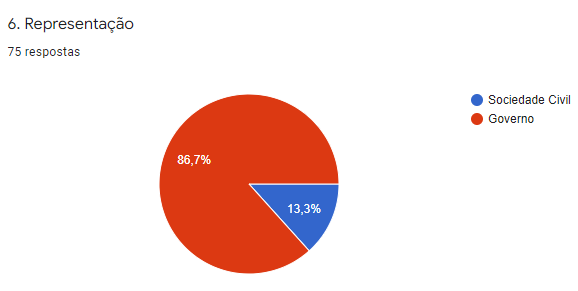 6. Representação
75 respostas
Sociedade Civil
Governo
86,7%
13,3%